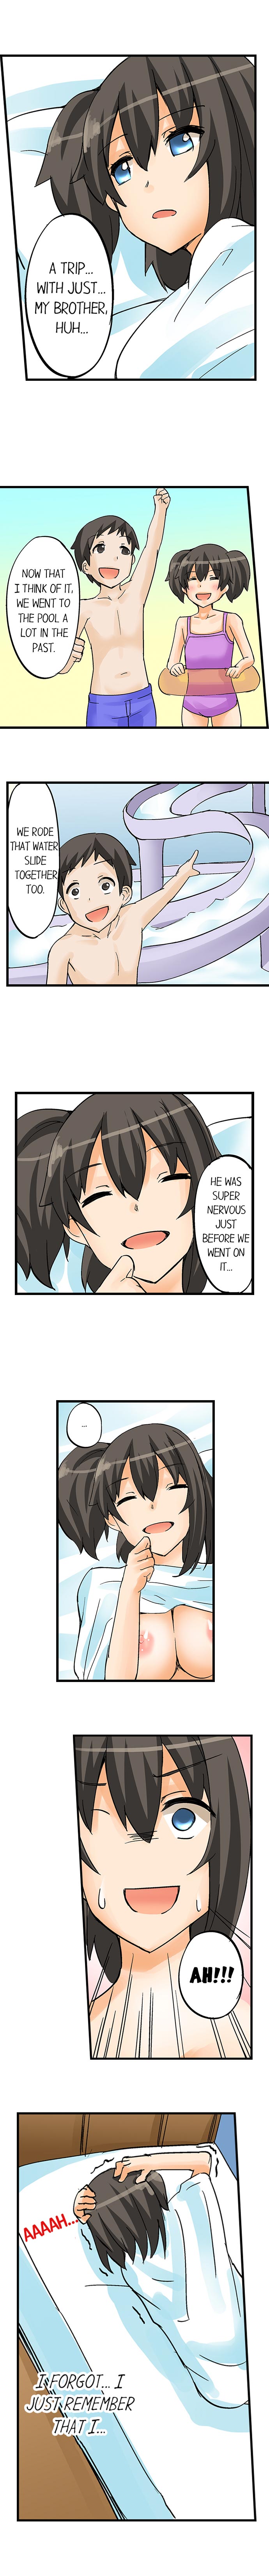 A TRIP...
WITH JUST...
MY BROTHER,
HUH...
NOW THAT
I THINK OF IT,
WE WENT TO
THE POOL A
LOT IN THE
PAST.
WE RODE
THAT WATER
SLIDE
TOGETHER
TOO.
HE WAS
SUPER
NERVOUS
JUST
BEFORE WE
WENT ON
IT...
...
AH!!!
AAAAH...
I FORGOT... I
JUST REMEMBER
THAT I...